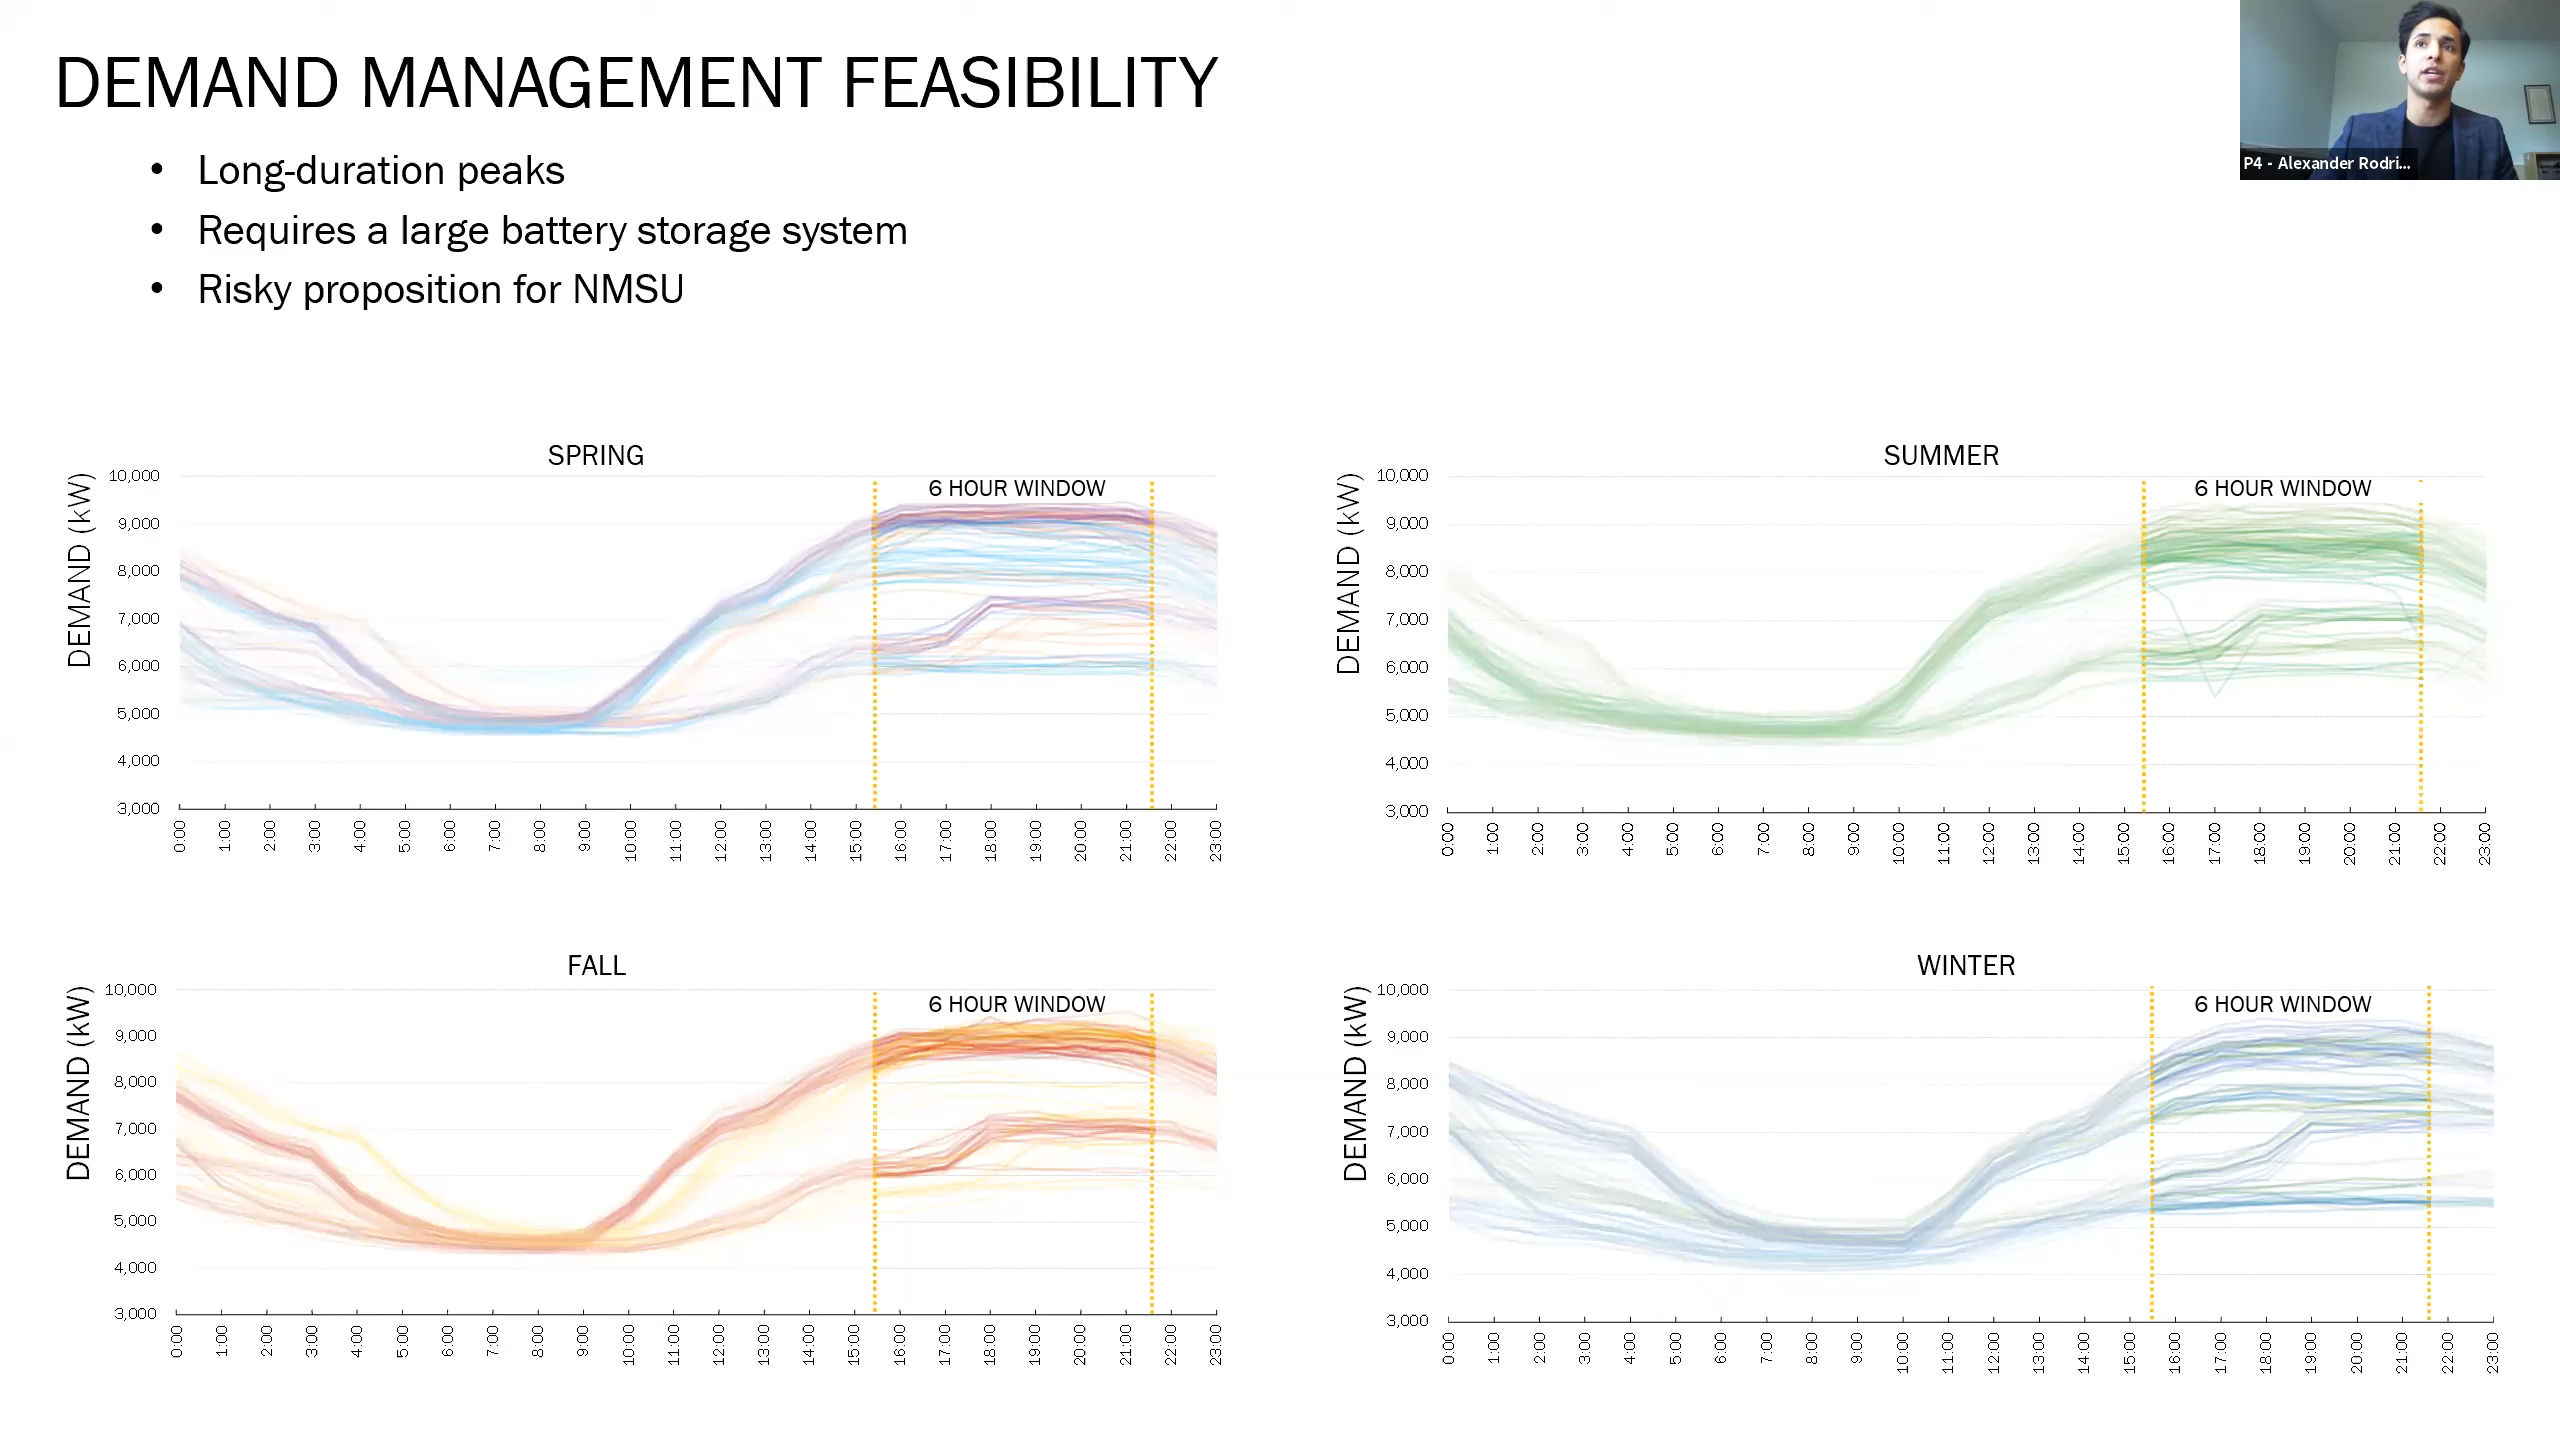 DEMAND MANAGEMENT FEASIBILITY
• Long-duration peaks
• Requires a large battery storage system
• Risky proposition for NMSU
P4 - Alexander Rodri...
SPRING
DEMAND (kW)
6 HOUR WINDOW
10,000
9,000
8,000
7,000
6,000
5,000
4,000
3,000
0:00 1:00 2:00 3:00 4:00 5:00 6:00 7:00 8:00 9:00 10:00 11:00 12:00 13:00 14:00 15:00 16:00 17:00 18:00 19:00 20:00 21:00 22:00 23:00
SUMMER
DEMAND (kW)
6 HOUR WINDOW
10,000
9,000
8,000
7,000
6,000
5,000
4,000
3,000
0:00 1:00 2:00 3:00 4:00 5:00 6:00 7:00 8:00 9:00 10:00 11:00 12:00 13:00 14:00 15:00 16:00 17:00 18:00 19:00 20:00 21:00 22:00 23:00
FALL
DEMAND (kW)
6 HOUR WINDOW
10,000
9,000
8,000
7,000
6,000
5,000
4,000
3,000
0:00 1:00 2:00 3:00 4:00 5:00 6:00 7:00 8:00 9:00 10:00 11:00 12:00 13:00 14:00 15:00 16:00 17:00 18:00 19:00 20:00 21:00 22:00 23:00
WINTER
DEMAND (kW)
6 HOUR WINDOW
10,000
9,000
8,000
7,000
6,000
5,000
4,000
3,000
0:00 1:00 2:00 3:00 4:00 5:00 6:00 7:00 8:00 9:00 10:00 11:00 12:00 13:00 14:00 15:00 16:00 17:00 18:00 19:00 20:00 21:00 22:00 23:00